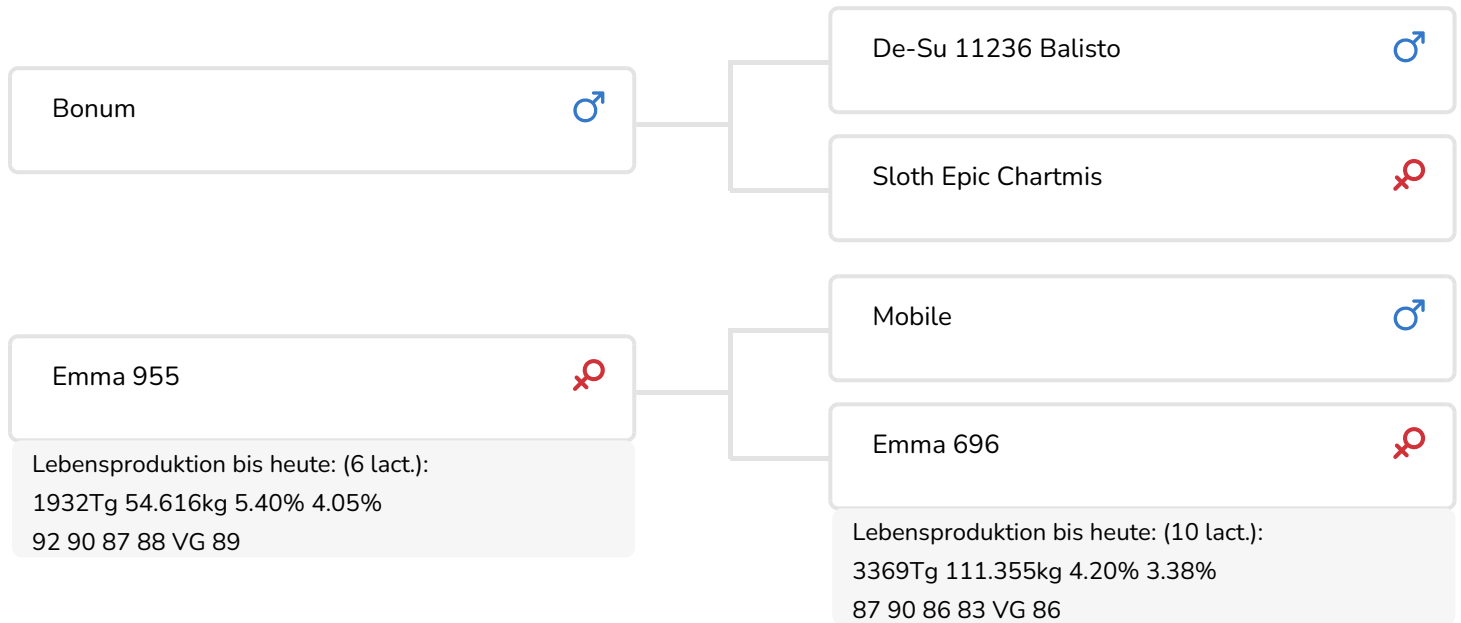 De-Su 11236 Balisto
Bonum
Sloth Epic Chartmis
Mobile
Emma 955
Emma 696
Lebensproduktion bis heute: (6 lact.):
1932Tg 54.616kg 5.40% 4.05%
92 90 87 88 VG 89
Lebensproduktion bis heute: (10 lact.):
3369Tg 111.355kg 4.20% 3.38%
87 90 86 83 VG 86